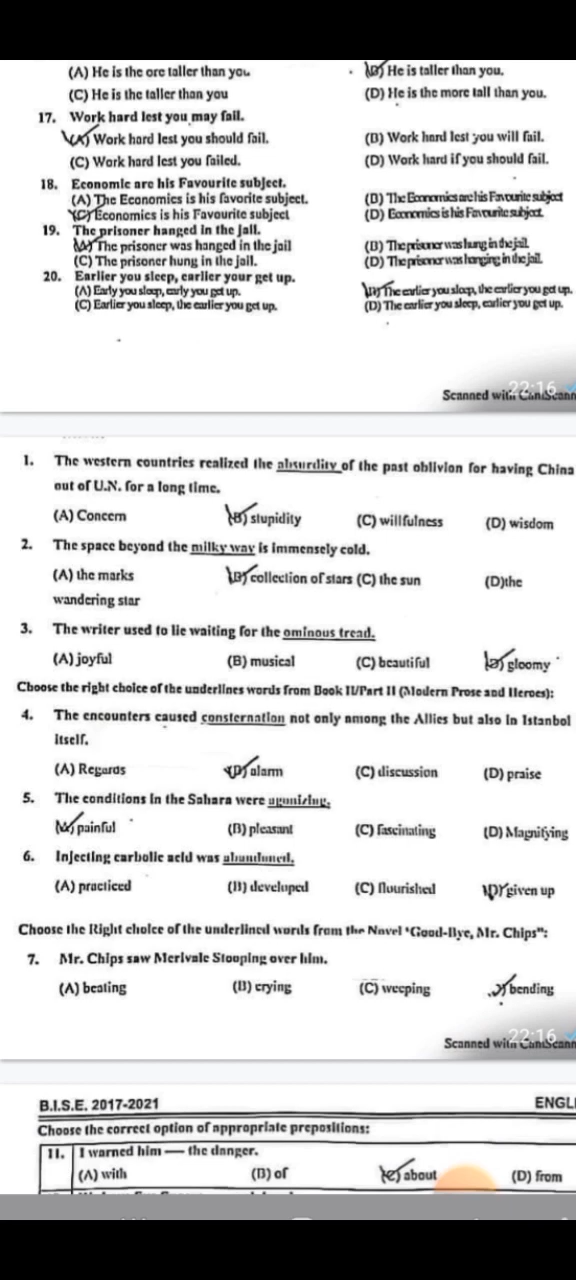 (A) He is the ore taller than you. (B) He is taller than you.
(C) He is the taller than you (D) He is the more tall than you.
17. Work hard lest you may fail.
(A) Work hard lest you should fail. (B) Work hard lest you will fail.
(C) Work hard lest you failed. (D) Work hard if you should fail.
18. Economic are his Favourite subject.
(A) The Economics is his favorite subject. (B) The Economics are his Favourite subject
(C) Economics is his Favourite subject (D) Economics is his Favourite subject.
19. The prisoner hanged in the jail.
(A) The prisoner was hanged in the jail (B) The prisoner was hung in the jail.
(C) The prisoner hung in the jail. (D) The prisoner was hanging in the jail.
20. Earlier you sleep, earlier your get up.
(A) Early you sleep, early you get up. (B) The earlier you sleep, the earlier you get up.
(C) Earlier you sleep, the earlier you get up. (D) The earlier you sleep, earlier you get up.
22:16
Scanned with CamScann
1. The western countries realized the absurdity of the past oblivion for having China
out of U.N. for a long time.
(A) Concern (B) stupidity (C) willfulness (D) wisdom
2. The space beyond the milky way is immensely cold.
(A) the marks (B) collection of stars (C) the sun (D)the
wandering star
3. The writer used to lie waiting for the ominous tread.
(A) joyful (B) musical (C) beautiful (D) gloomy
Choose the right choice of the underlines words from Book II/Part II (Modern Prose and Heroes):
4. The encounters caused consternation not only among the Allies but also in Istanbol
itself.
(A) Regards (B) alarm (C) discussion (D) praise
5. The conditions in the Sahara were agonizing.
(A) painful (B) pleasant (C) fascinating (D) Magnifying
6. Injecting carbolic acid was abandoned.
(A) practiced (B) developed (C) flourished (D) given up
Choose the Right choice of the underlined words from the Novel "Good-Bye, Mr. Chips":
7. Mr. Chips saw Merivale Stooping over him.
(A) beating (B) crying (C) weeping (D) bending
22:16
Scanned with CamScann
B.I.S.E. 2017-2021 ENGLI
Choose the correct option of appropriate prepositions:
11. I warned him — the danger.
(A) with (B) of (C) about (D) from